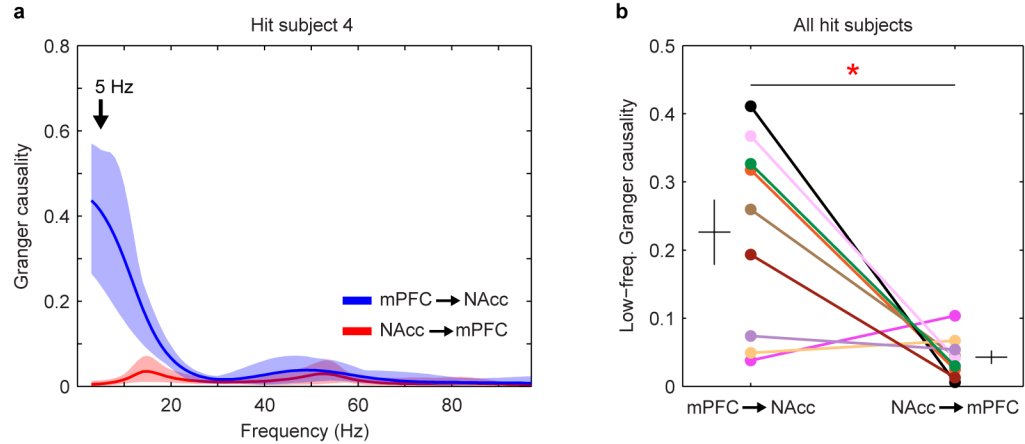 a
Hit subject 4
0.8
0.6
0.4
0.2
0
Granger causality
5 Hz
mPFC → NAcc
NAcc → mPFC
20
40
60
80
Frequency (Hz)
b
All hit subjects
0.5
0.4
0.3
0.2
0.1
0
Low–freq. Granger causality
*
mPFC → NAcc
NAcc → mPFC